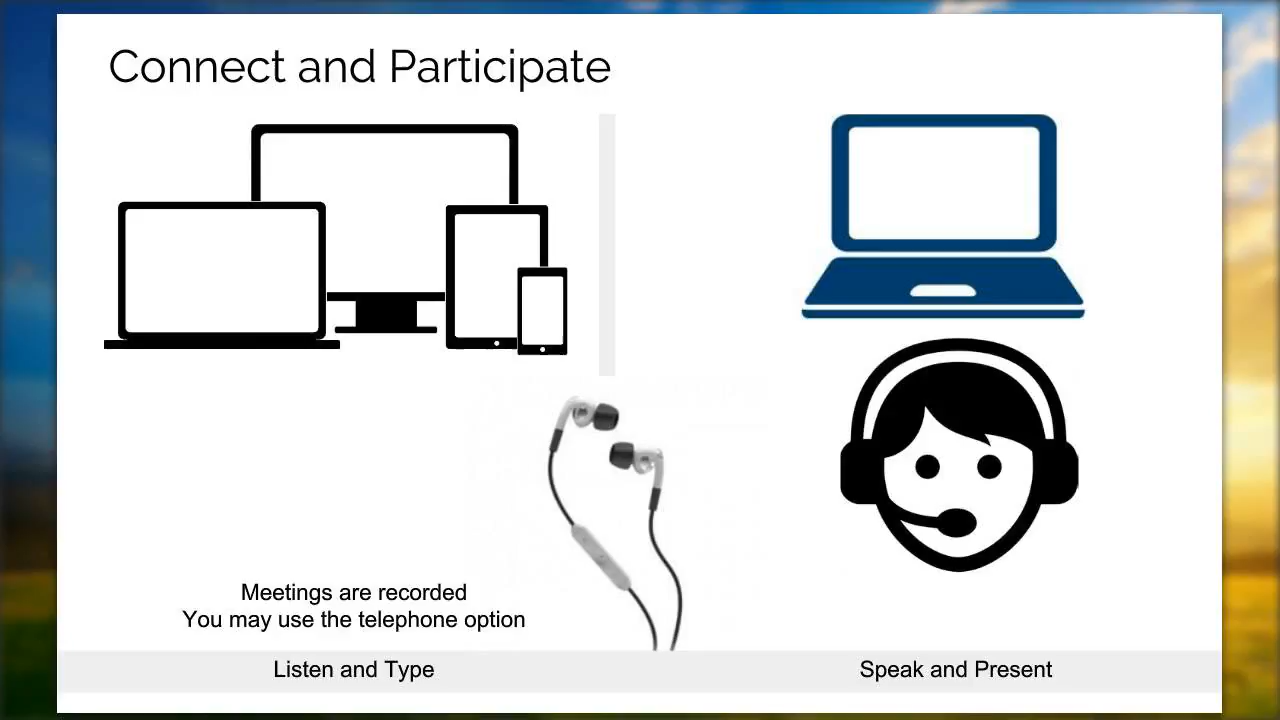 Connect and Participate
Meetings are recorded
You may use the telephone option
Listen and Type
Speak and Present